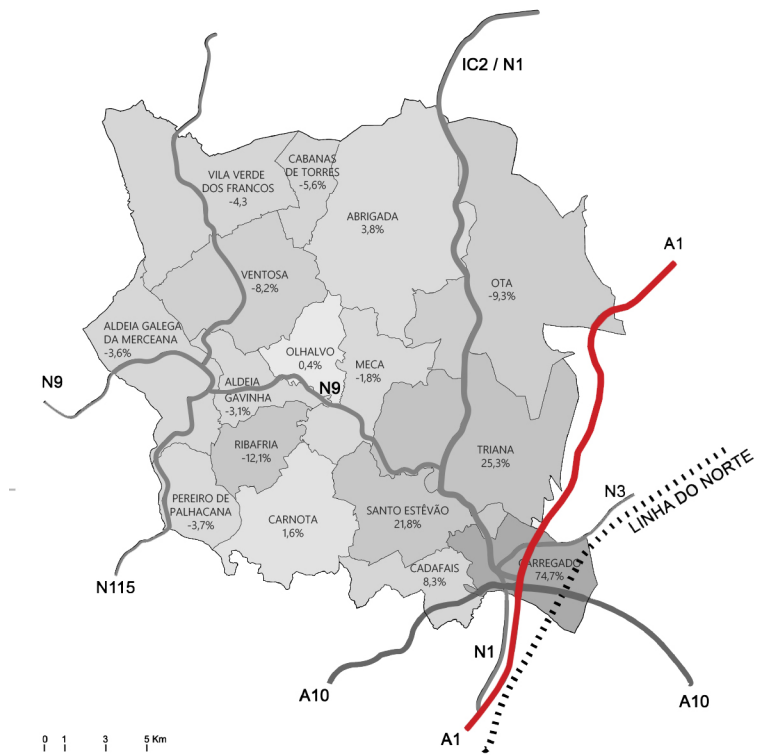 IC2 / N1
CABANAS
DE TORRES
-5,6%
VILA VERDE
DOS FRANCOS
-4,3
ABRIGADA
3,8%
A1
VENTOSA
-8,2%
OTA
-9,3%
ALDEIA GALEGA
DA MERCEANA
-3,6%
OLHALVO
0,4%
MECA
-1,8%
N9
ALDEIA
GAVINHA
-3,1%
N9
RIBAFRIA
-12,1%
TRIANA
25,3%
PEREIRO DE
PALHACANA
-3,7%
CARNOTA
1,6%
SANTO ESTÊVÃO
21,8%
N3
LINHA DO NORTE
CADAFAIS
8,3%
CARREGADO
74,7%
N115
N1
A10
A10
A1
0 1 3 5 Km